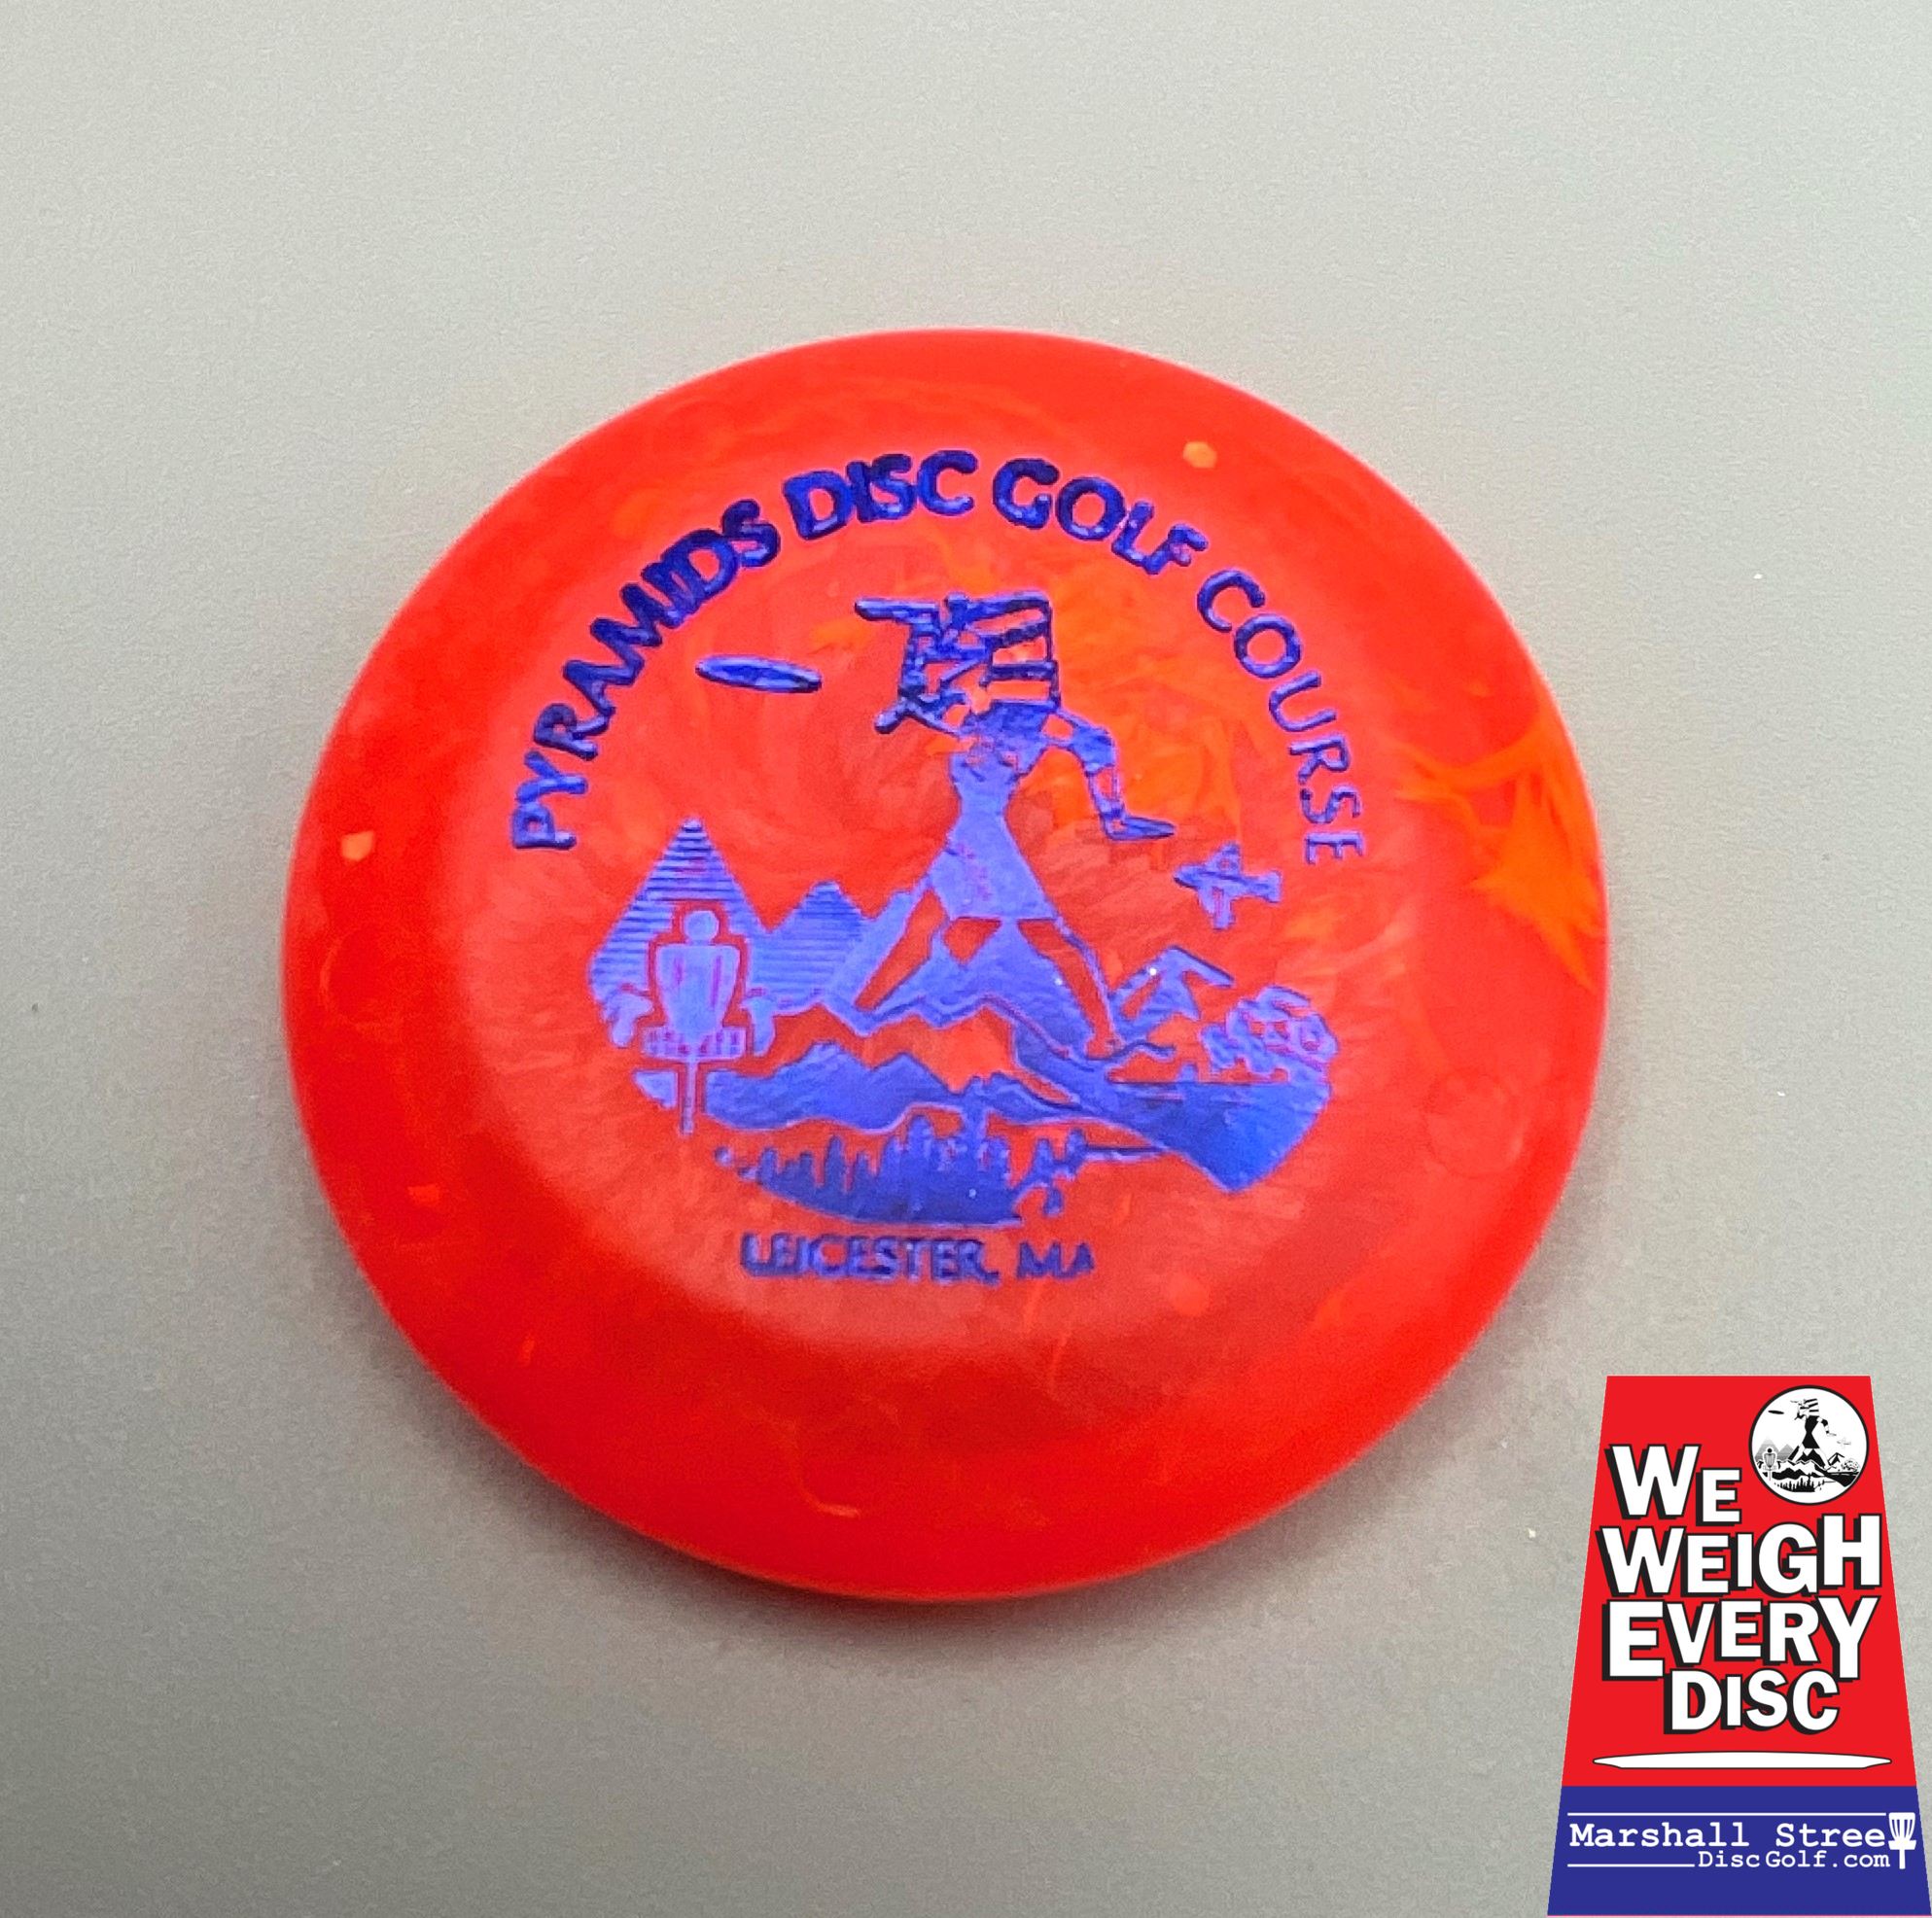 PYRAMIDS DISC GOLF COURSE
LEICESTER, MA
WE
WEIGH
EVERY
DISC
Marshall Stree
DiscGolf.com